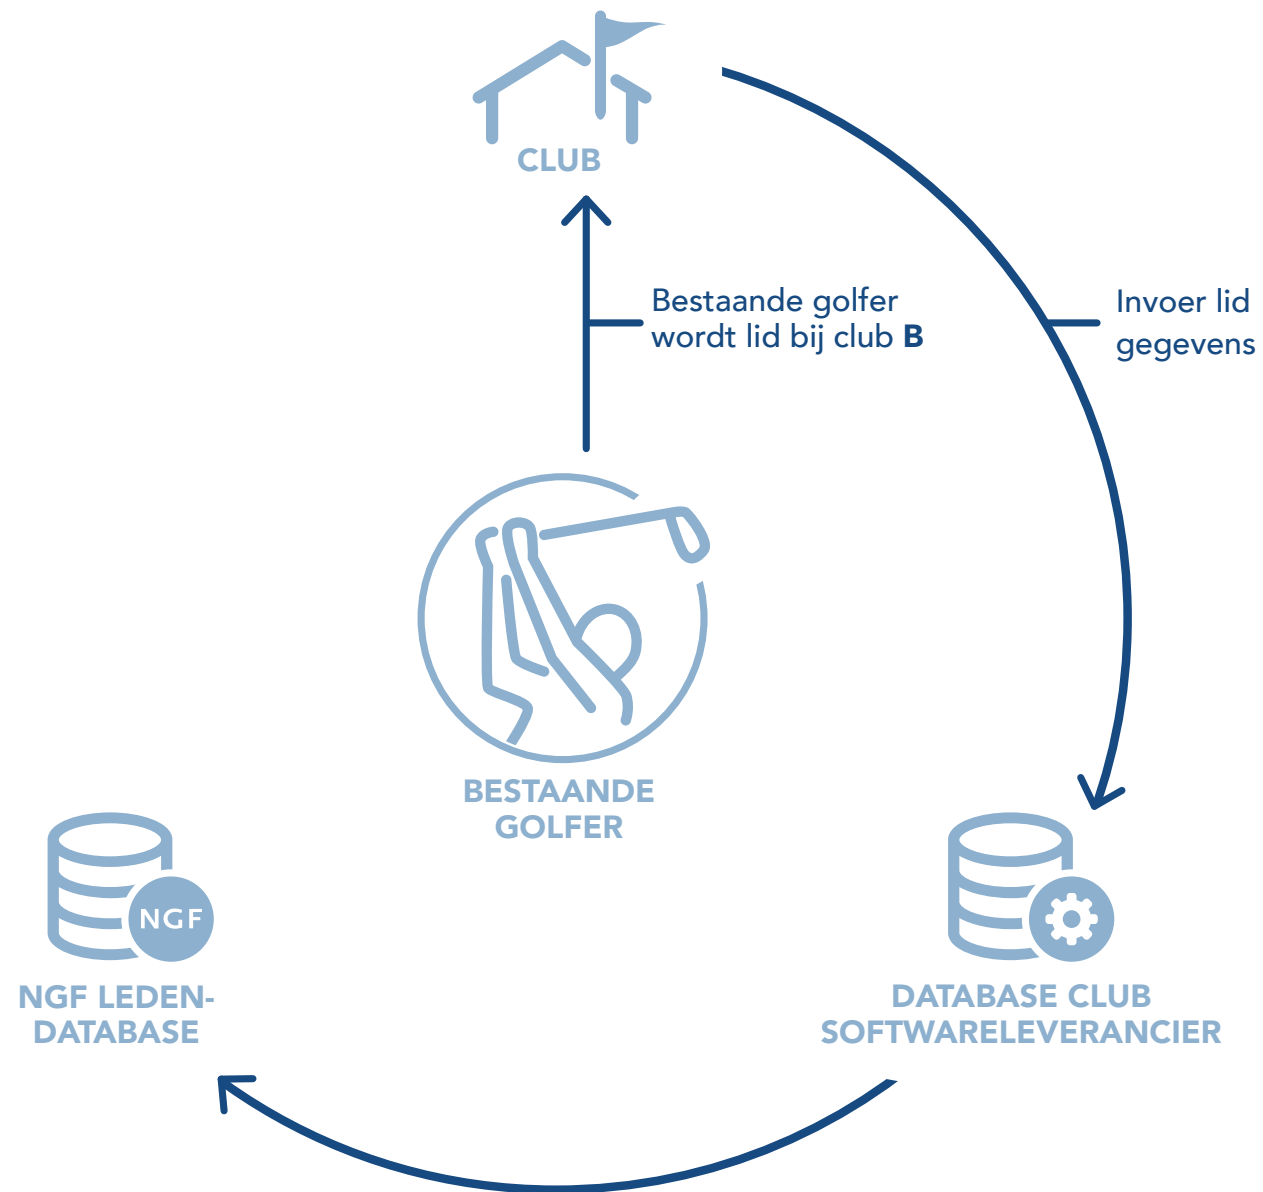 CLUB
Bestaande golfer
wordt lid bij club B
Invoer lid
gegevens
BESTAANDE
GOLFER
NGF
NGF LEDEN-
DATABASE
DATABASE CLUB
SOFTWARELEVERANCIER